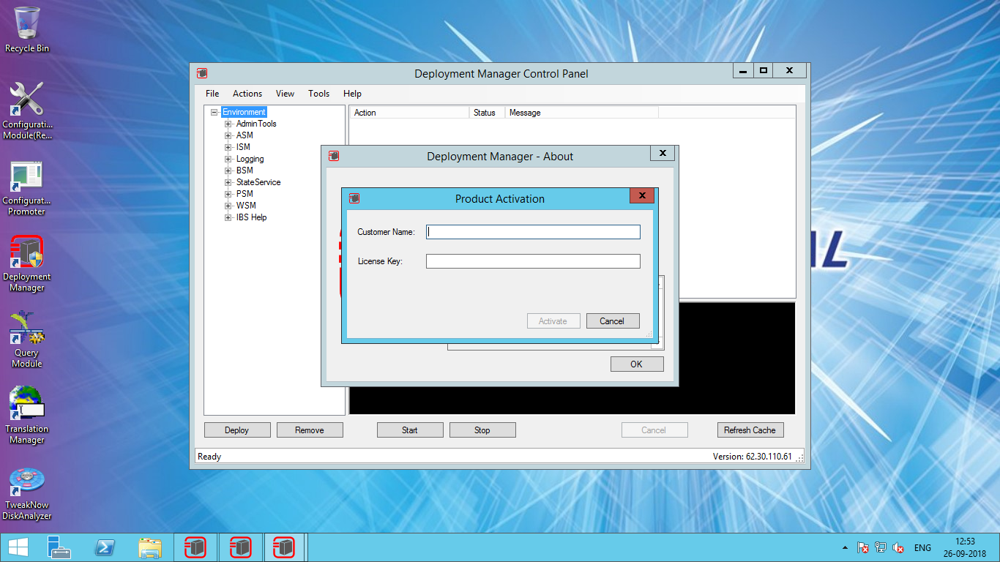 Recycle Bin
Configurati...
Module(Re...
Configurat...
Promoter
Deployment
Manager
Query
Module
Translation
Manager
TweakNow
DiskAnalyzer
Deployment Manager Control Panel
File Actions View Tools Help
Environment
AdminTools
ASM
ISM
Logging
BSM
StateService
PSM
WSM
IBS Help
Action Status Message
Deployment Manager - About
Product Activation
Customer Name:
License Key:
Activate Cancel
OK
Deploy Remove Start Stop Cancel Refresh Cache
Ready Version: 62.30.110.61
ENG
12:53
26-09-2018